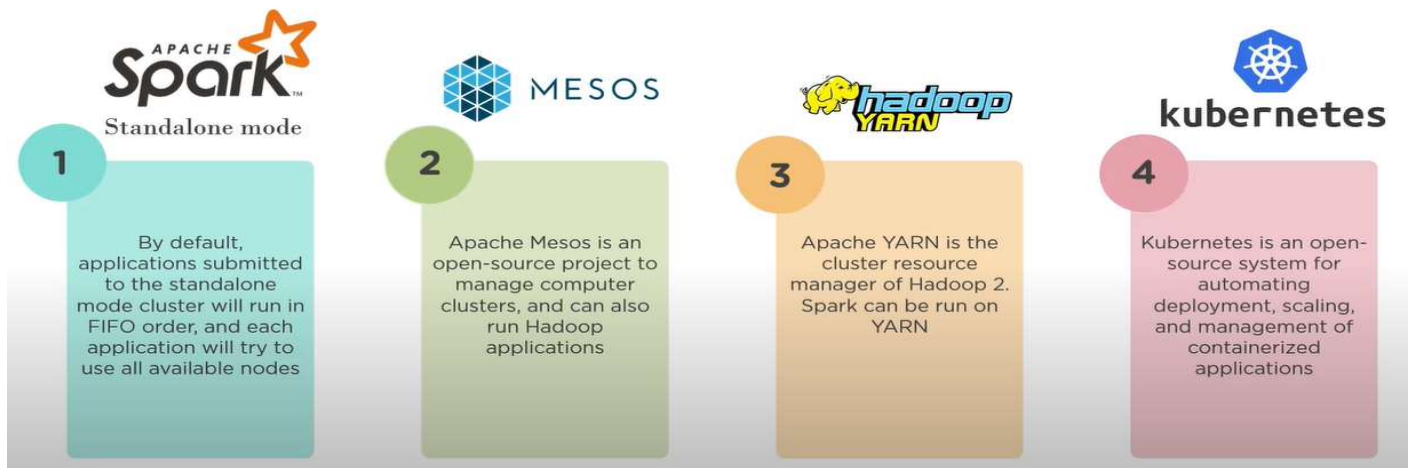 APACHE
Spark
TM
Standalone mode
1
By default,
applications submitted
to the standalone
mode cluster will run in
FIFO order, and each
application will try to
use all available nodes
MESOS
2
Apache Mesos is an
open-source project to
manage computer
clusters, and can also
run Hadoop
applications
hadoop
YARN
3
Apache YARN is the
cluster resource
manager of Hadoop 2.
Spark can be run on
YARN
kubernetes
4
Kubernetes is an open-
source system for
automating
deployment, scaling,
and management of
containerized
applications